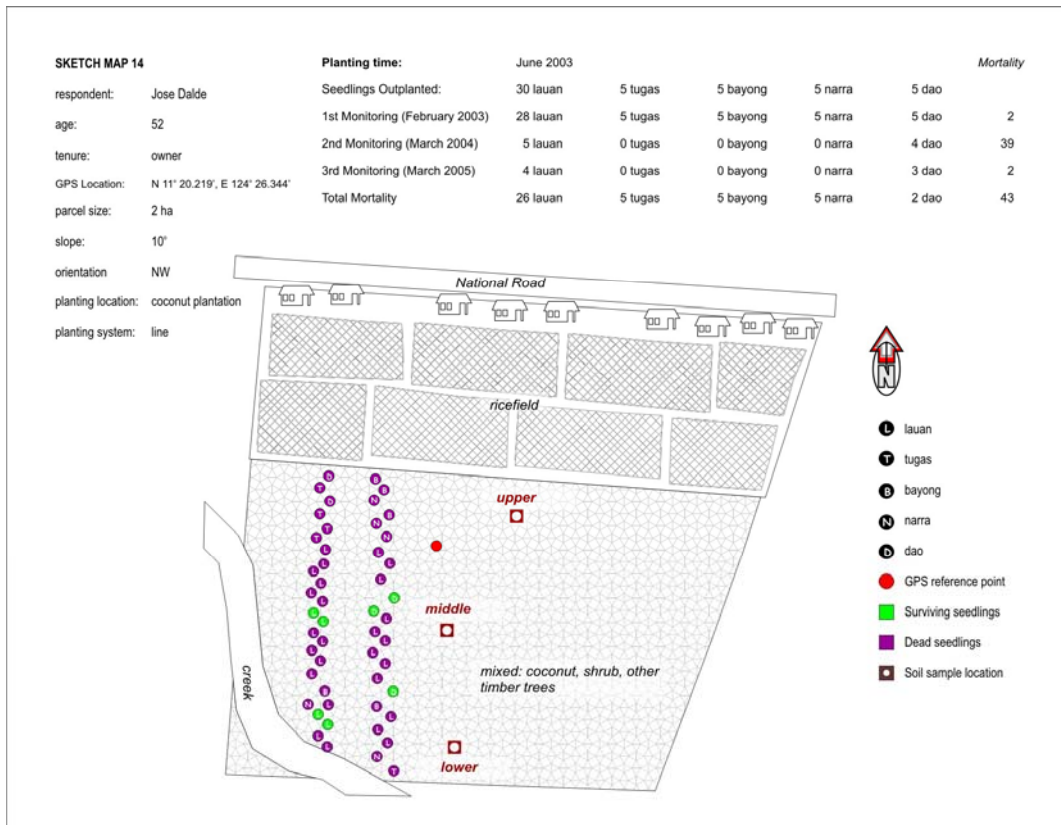 SKETCH MAP 14
respondent: Jose Dalde
age: 52
tenure: owner
GPS Location: N 11° 20.219', E 124° 26.344'
parcel size: 2 ha
slope: 10°
orientation NW
planting location: coconut plantation
planting system: line
Planting time: June 2003 Mortality
Seedlings Outplanted: 30 lauan 5 tugas 5 bayong 5 narra 5 dao
1st Monitoring (February 2003) 28 lauan 5 tugas 5 bayong 5 narra 5 dao 2
2nd Monitoring (March 2004) 5 lauan 0 tugas 0 bayong 0 narra 4 dao 39
3rd Monitoring (March 2005) 4 lauan 0 tugas 0 bayong 0 narra 3 dao 2
Total Mortality 26 lauan 5 tugas 5 bayong 5 narra 2 dao 43
National Road
ricefield
upper
middle
mixed: coconut, shrub, other
timber trees
creek
lower
N
L lauan
T tugas
B bayong
N narra
D dao
GPS reference point
Surviving seedlings
Dead seedlings
Soil sample location